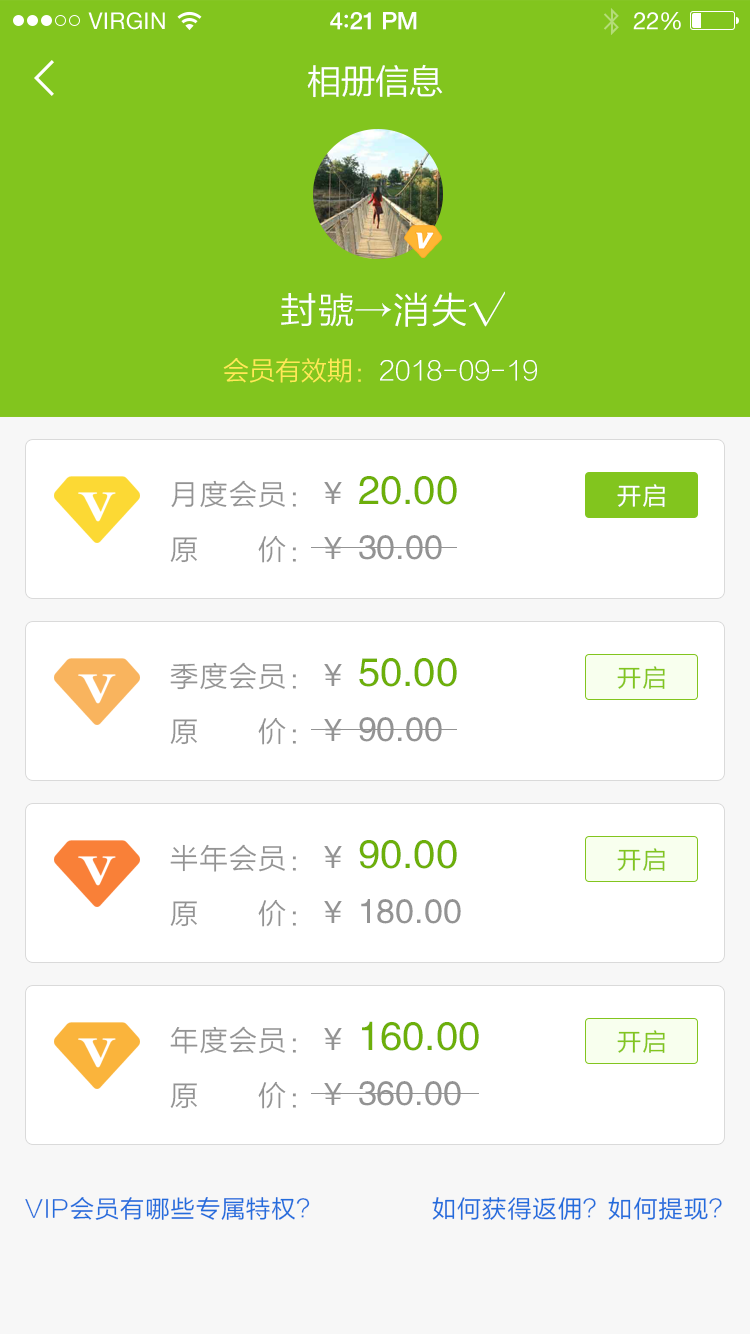 VIRGIN 4:21 PM 22%
相册信息
V
封號→消失√
会员有效期：2018-09-19
V 月度会员：￥ 20.00 开启
原 价：￥ 30.00
V 季度会员：￥ 50.00 开启
原 价：￥ 90.00
V 半年会员：￥ 90.00 开启
原 价：￥ 180.00
V 年度会员：￥ 160.00 开启
原 价：￥ 360.00
VIP会员有哪些专属特权？ 如何获得返佣？如何提现？